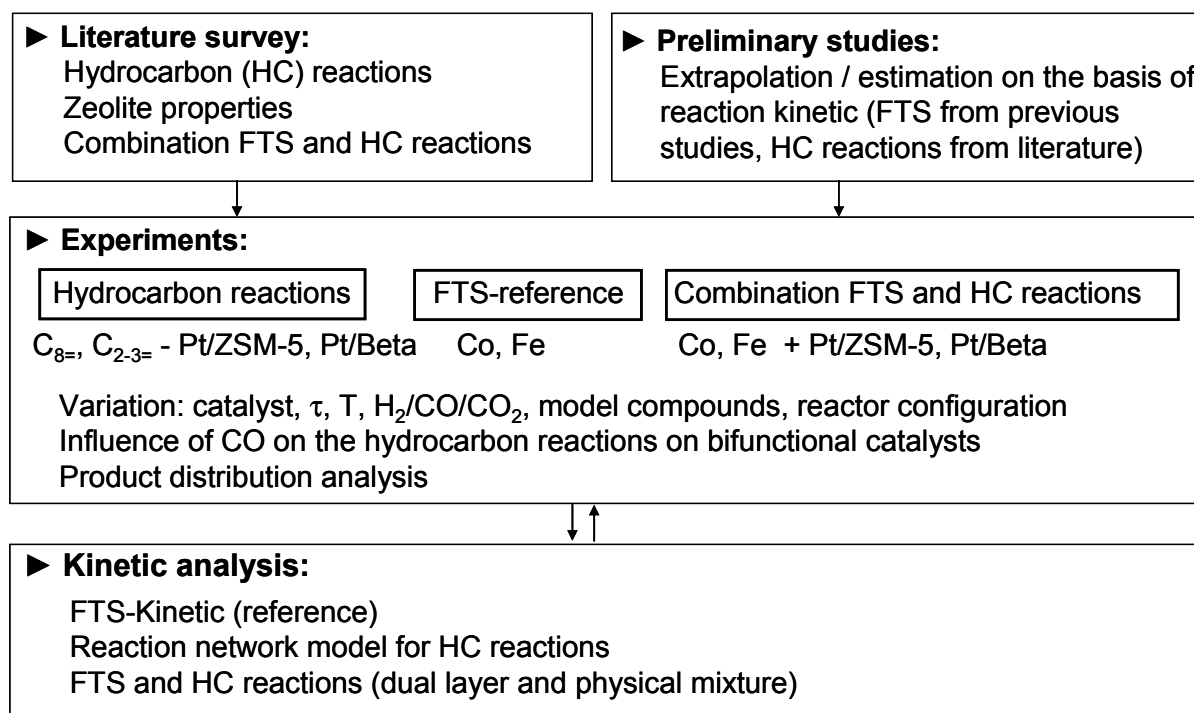 ► Literature survey:
Hydrocarbon (HC) reactions
Zeolite properties
Combination FTS and HC reactions
► Preliminary studies:
Extrapolation / estimation on the basis of
reaction kinetic (FTS from previous
studies, HC reactions from literature)
► Experiments:
Hydrocarbon reactions
FTS-reference
Combination FTS and HC reactions
C₈₌, C₂₋₃₌ - Pt/ZSM-5, Pt/Beta
Co, Fe
Co, Fe + Pt/ZSM-5, Pt/Beta
Variation: catalyst, τ, T, H₂/CO/CO₂, model compounds, reactor configuration
Influence of CO on the hydrocarbon reactions on bifunctional catalysts
Product distribution analysis
► Kinetic analysis:
FTS-Kinetic (reference)
Reaction network model for HC reactions
FTS and HC reactions (dual layer and physical mixture)